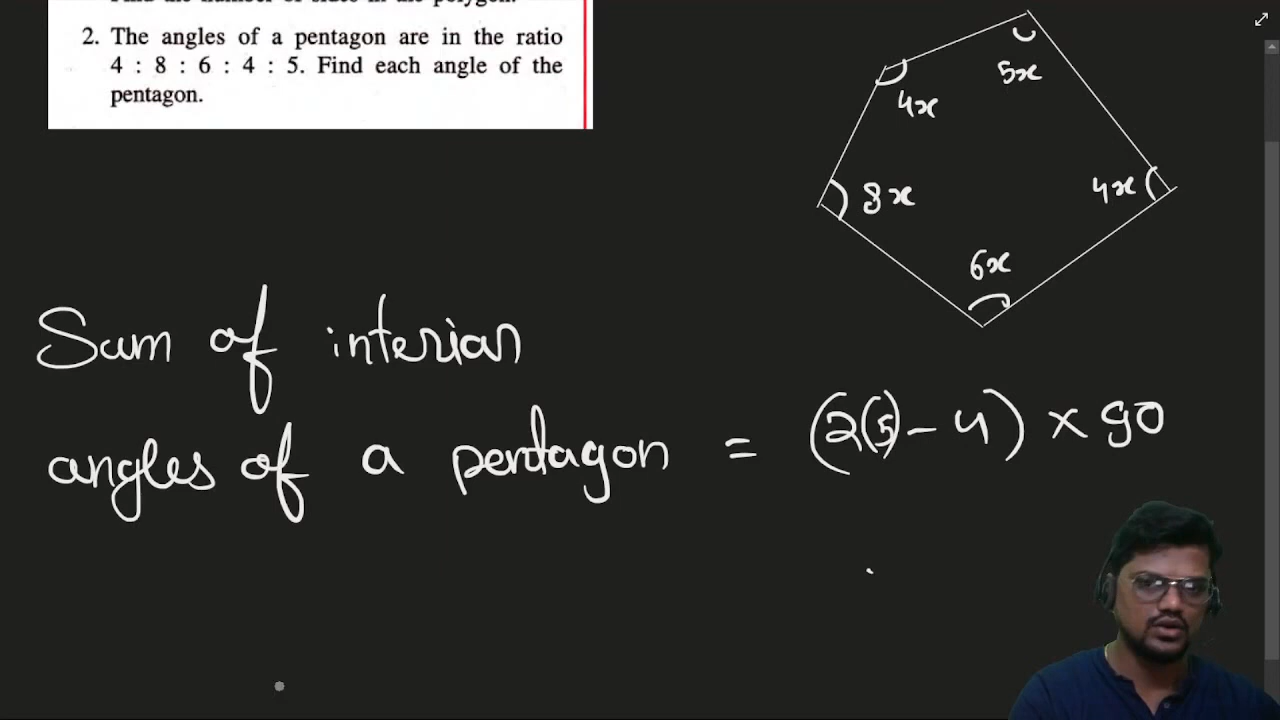 2. The angles of a pentagon are in the ratio
4 : 8 : 6 : 4 : 5. Find each angle of the
pentagon.
5x
4x
8x
4x
6x
Sum of interior
angles of a pentagon = (2(5) - 4) × 90